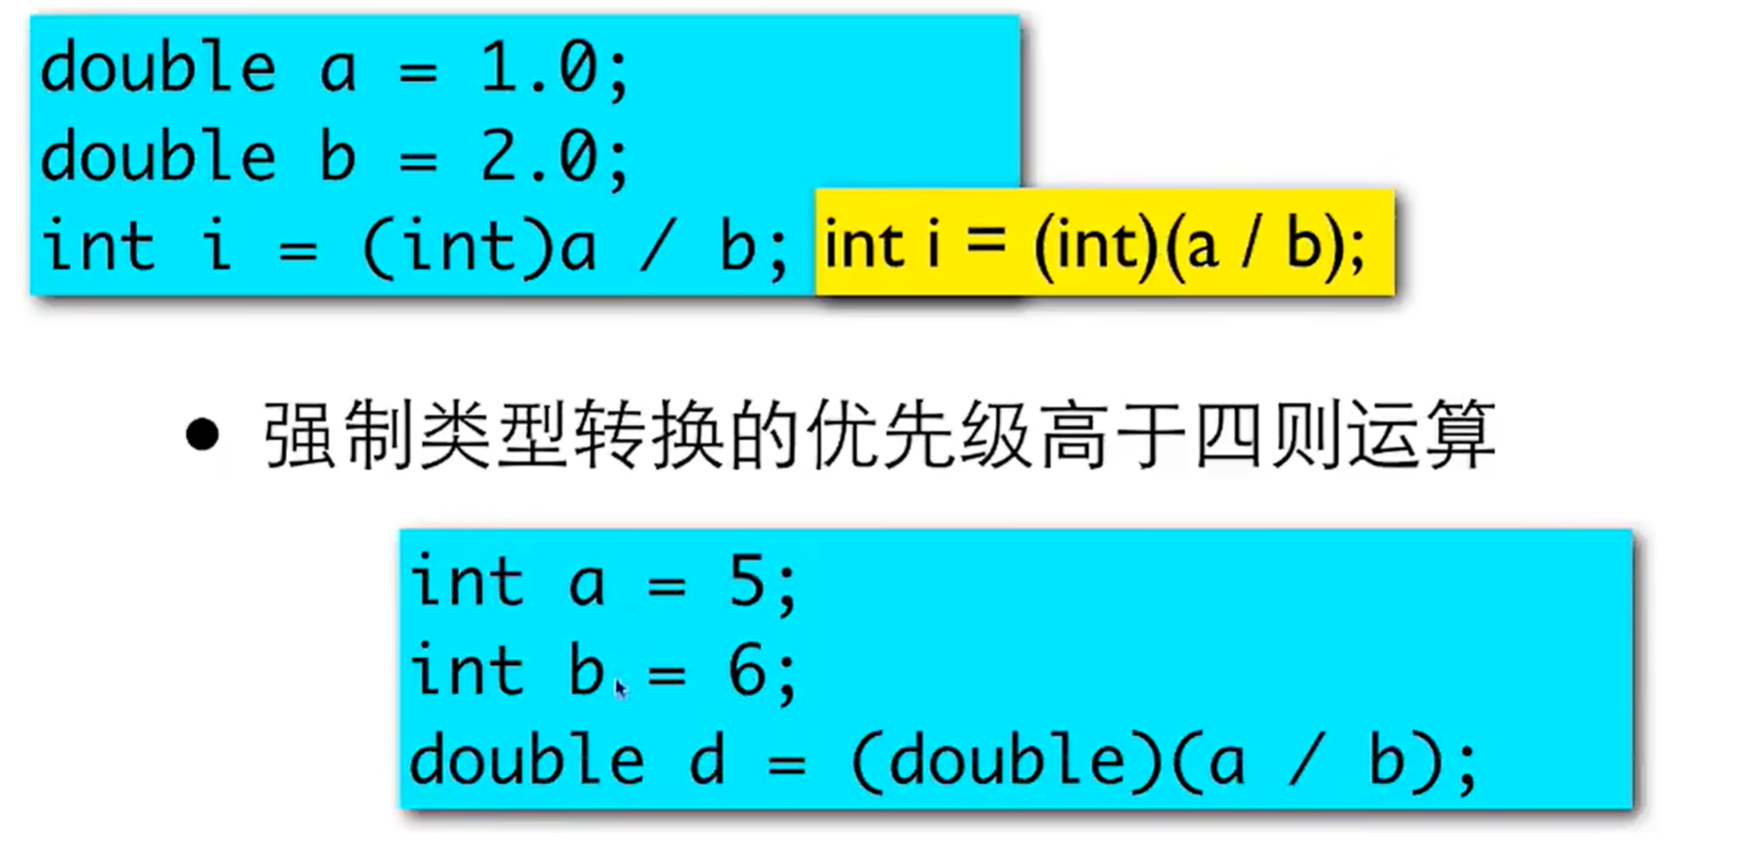 double a = 1.0;
double b = 2.0;
int i = (int)a / b;
int i = (int)(a / b);
● 强制类型转换的优先级高于四则运算
int a = 5;
int b = 6;
double d = (double)(a / b);